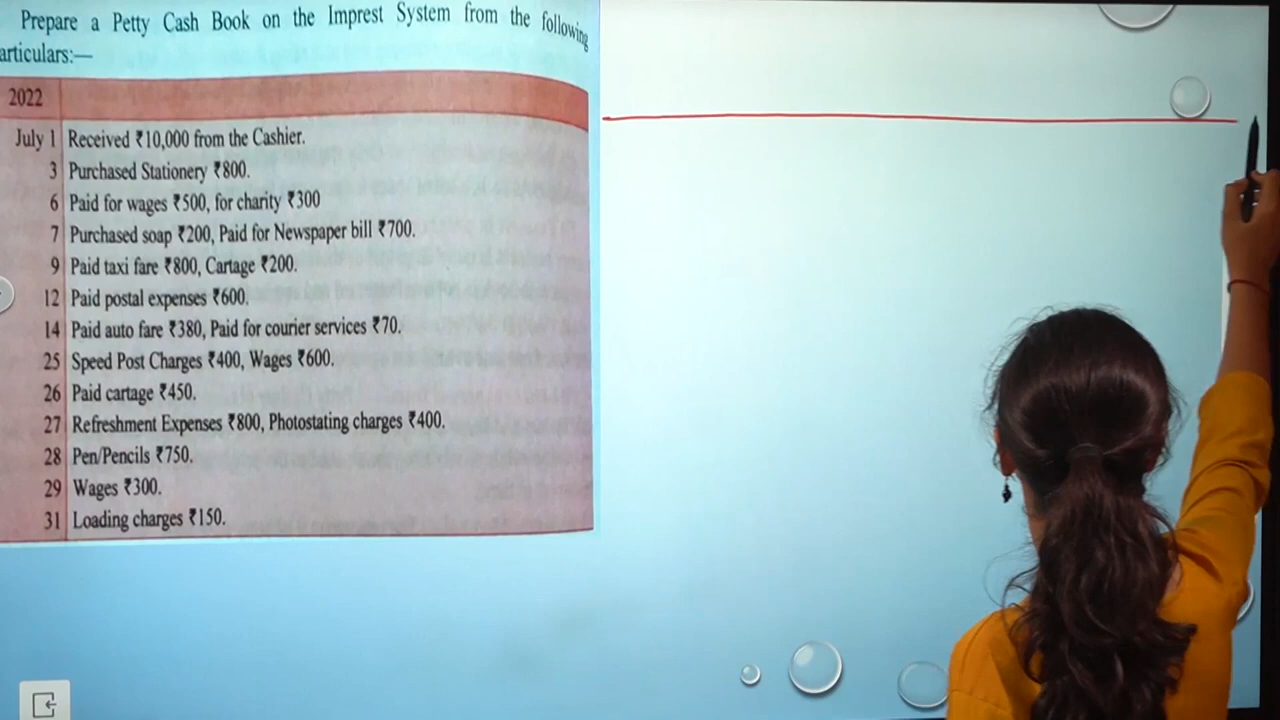 Prepare a Petty Cash Book on the Imprest System from the following
articulars:—
2022
July 1 Received ₹10,000 from the Cashier.
3 Purchased Stationery ₹800.
6 Paid for wages ₹500, for charity ₹300
7 Purchased soap ₹200, Paid for Newspaper bill ₹700.
9 Paid taxi fare ₹800, Cartage ₹200.
12 Paid postal expenses ₹600.
14 Paid auto fare ₹380, Paid for courier services ₹70.
25 Speed Post Charges ₹400, Wages ₹600.
26 Paid cartage ₹450.
27 Refreshment Expenses ₹800, Photostating charges ₹400.
28 Pen/Pencils ₹750.
29 Wages ₹300.
31 Loading charges ₹150.